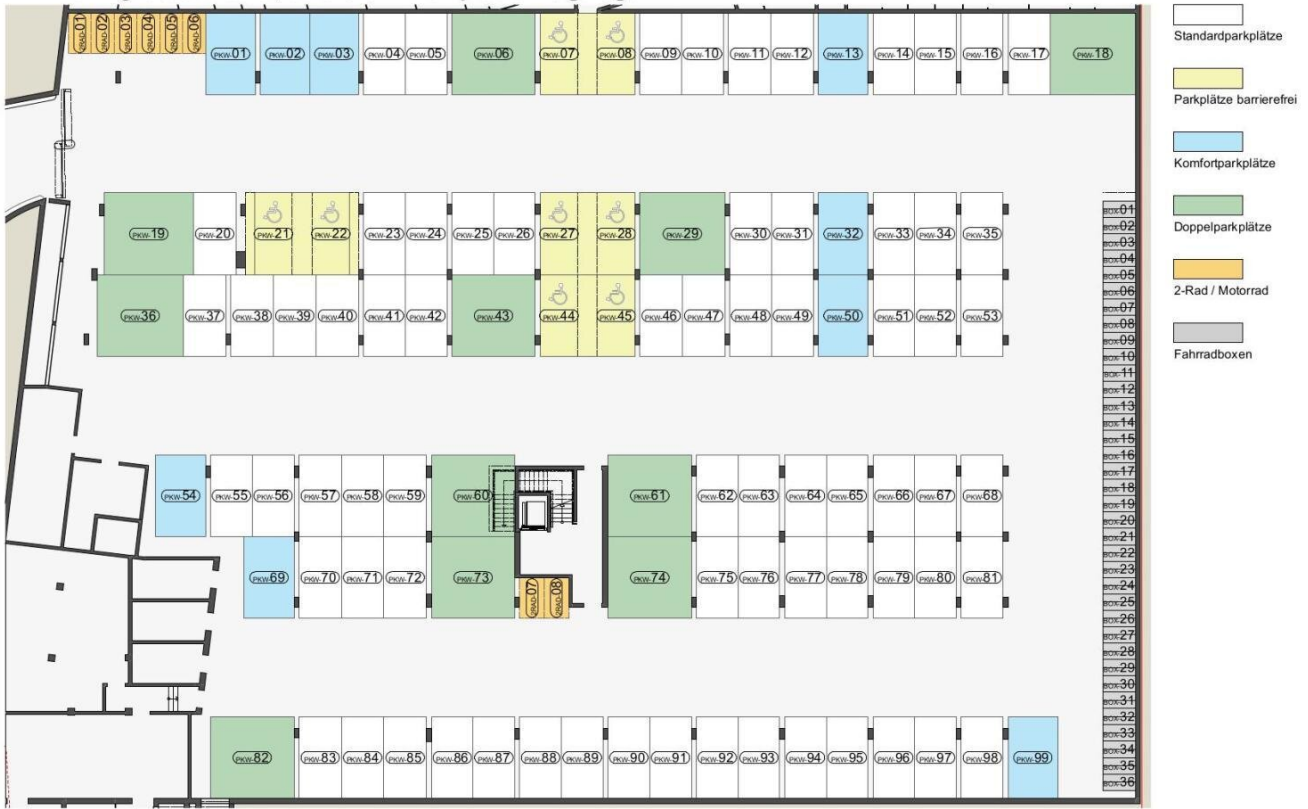 2RAD-01 2RAD-02 2RAD-03 2RAD-04 2RAD-05 2RAD-06
PKW-01 PKW-02 PKW-03 PKW-04 PKW-05 PKW-06 PKW-07 PKW-08 PKW-09 PKW-10 PKW-11 PKW-12 PKW-13 PKW-14 PKW-15 PKW-16 PKW-17 PKW-18
PKW-19 PKW-20 PKW-21 PKW-22 PKW-23 PKW-24 PKW-25 PKW-26 PKW-27 PKW-28 PKW-29 PKW-30 PKW-31 PKW-32 PKW-33 PKW-34 PKW-35
PKW-36 PKW-37 PKW-38 PKW-39 PKW-40 PKW-41 PKW-42 PKW-43 PKW-44 PKW-45 PKW-46 PKW-47 PKW-48 PKW-49 PKW-50 PKW-51 PKW-52 PKW-53
PKW-54 PKW-55 PKW-56 PKW-57 PKW-58 PKW-59 PKW-60 PKW-61 PKW-62 PKW-63 PKW-64 PKW-65 PKW-66 PKW-67 PKW-68
PKW-69 PKW-70 PKW-71 PKW-72 PKW-73 2RAD-07 2RAD-08 PKW-74 PKW-75 PKW-76 PKW-77 PKW-78 PKW-79 PKW-80 PKW-81
PKW-82 PKW-83 PKW-84 PKW-85 PKW-86 PKW-87 PKW-88 PKW-89 PKW-90 PKW-91 PKW-92 PKW-93 PKW-94 PKW-95 PKW-96 PKW-97 PKW-98 PKW-99
BOX-01
BOX-02
BOX-03
BOX-04
BOX-05
BOX-06
BOX-07
BOX-08
BOX-09
BOX-10
BOX-11
BOX-12
BOX-13
BOX-14
BOX-15
BOX-16
BOX-17
BOX-18
BOX-19
BOX-20
BOX-21
BOX-22
BOX-23
BOX-24
BOX-25
BOX-26
BOX-27
BOX-28
BOX-29
BOX-30
BOX-31
BOX-32
BOX-33
BOX-34
BOX-35
BOX-36
Standardparkplätze
Parkplätze barrierefrei
Komfortparkplätze
Doppelparkplätze
2-Rad / Motorrad
Fahrradboxen